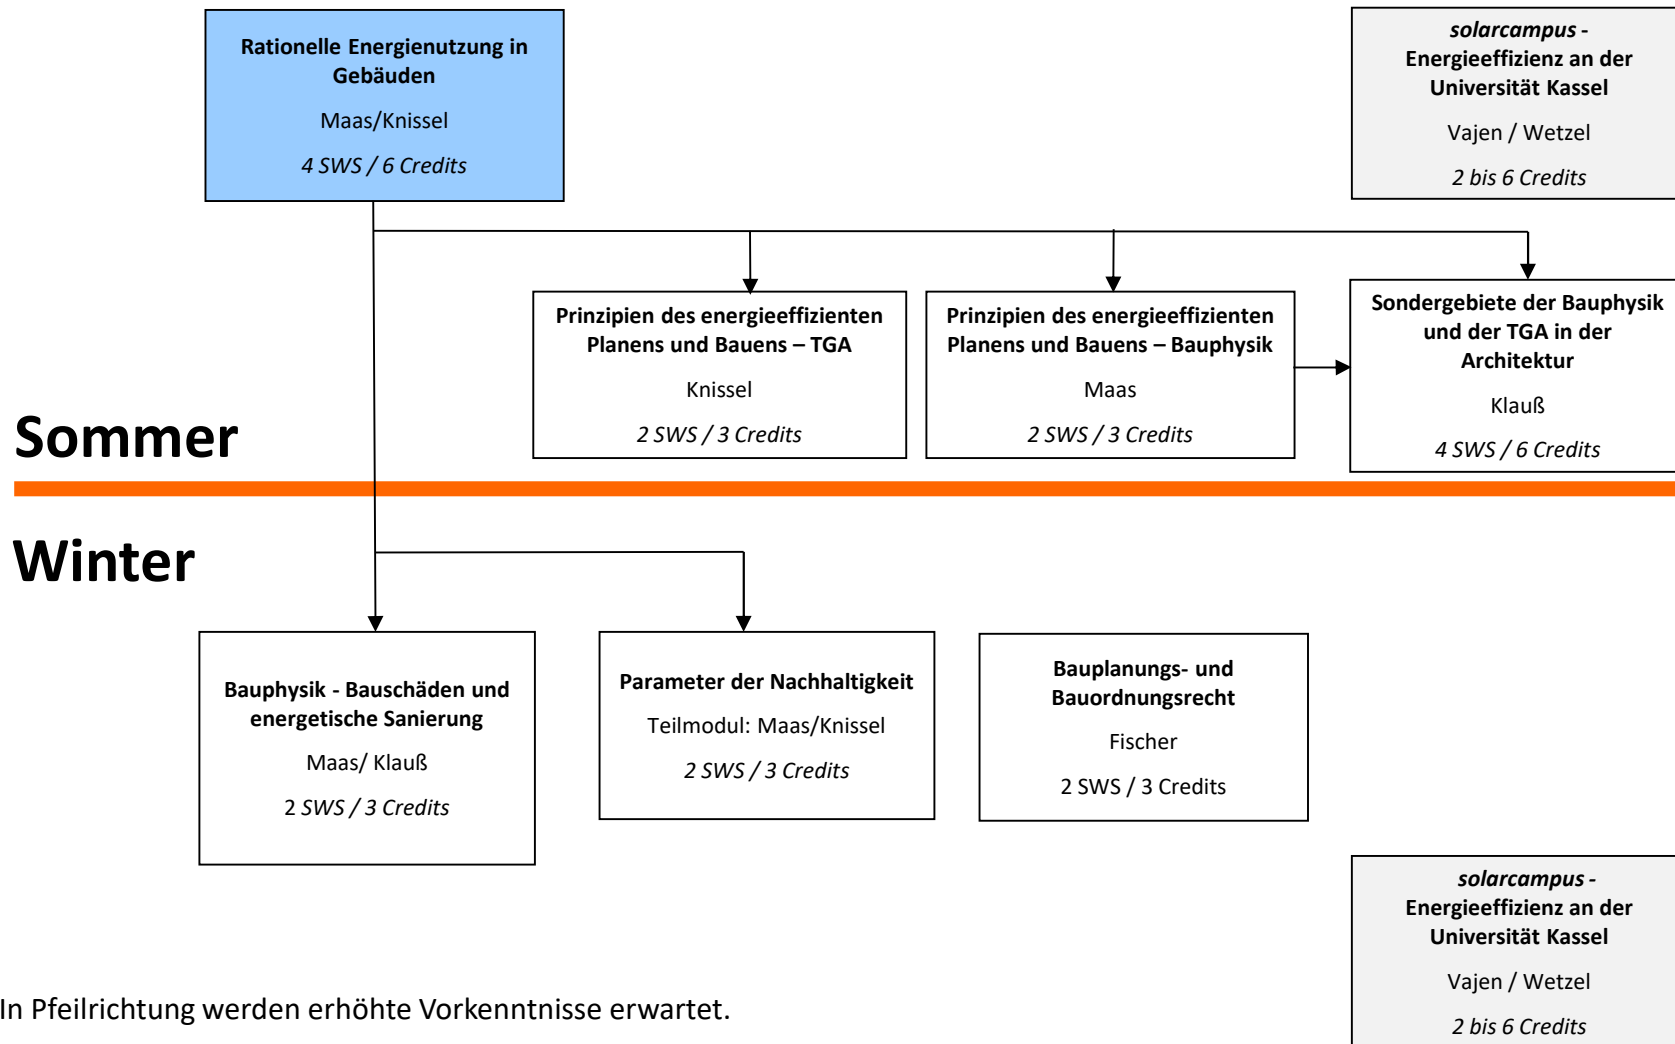 Rationelle Energienutzung in
Gebäuden
Maas/Knissel
4 SWS / 6 Credits
solarcampus -
Energieeffizienz an der
Universität Kassel
Vajen / Wetzel
2 bis 6 Credits
Prinzipien des energieeffizienten
Planens und Bauens – TGA
Knissel
2 SWS / 3 Credits
Prinzipien des energieeffizienten
Planens und Bauens – Bauphysik
Maas
2 SWS / 3 Credits
Sondergebiete der Bauphysik
und der TGA in der
Architektur
Klauß
4 SWS / 6 Credits
Sommer
Winter
Bauphysik - Bauschäden und
energetische Sanierung
Maas/ Klauß
2 SWS / 3 Credits
Parameter der Nachhaltigkeit
Teilmodul: Maas/Knissel
2 SWS / 3 Credits
Bauplanungs- und
Bauordnungsrecht
Fischer
2 SWS / 3 Credits
solarcampus -
Energieeffizienz an der
Universität Kassel
Vajen / Wetzel
2 bis 6 Credits
In Pfeilrichtung werden erhöhte Vorkenntnisse erwartet.